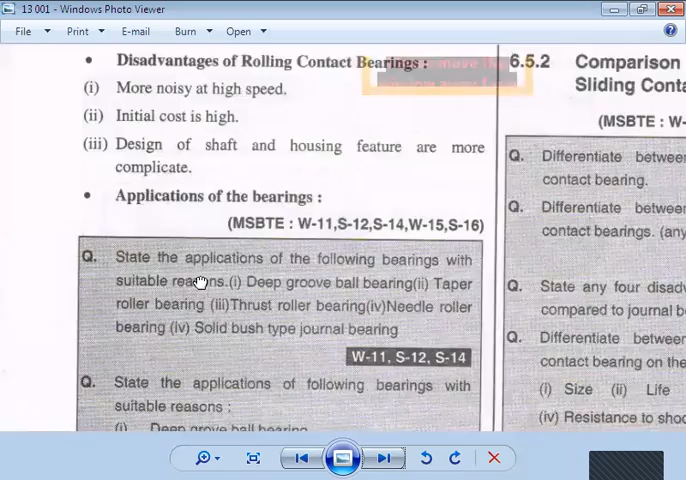 13 001 - Windows Photo Viewer
File Print E-mail Burn Open
• Disadvantages of Rolling Contact Bearings :
(i) More noisy at high speed.
(ii) Initial cost is high.
(iii) Design of shaft and housing feature are more
complicate.
• Applications of the bearings :
(MSBTE : W-11,S-12,S-14,W-15,S-16)
Q. State the applications of the following bearings with
suitable reasons.(i) Deep groove ball bearing(ii) Taper
roller bearing (iii)Thrust roller bearing(iv)Needle roller
bearing (iv) Solid bush type journal bearing
W-11, S-12, S-14
Q. State the applications of following bearings with
suitable reasons :
(i) Deep groove ball bearing
6.5.2 Comparison
Sliding Conta
(MSBTE : W-
Q. Differentiate between
contact bearing.
Q. Differentiate between
contact bearings. (any
Q. State any four disad
compared to journal b
Q. Differentiate between
contact bearing on the
(i) Size (ii) Life
(iv) Resistance to shoc